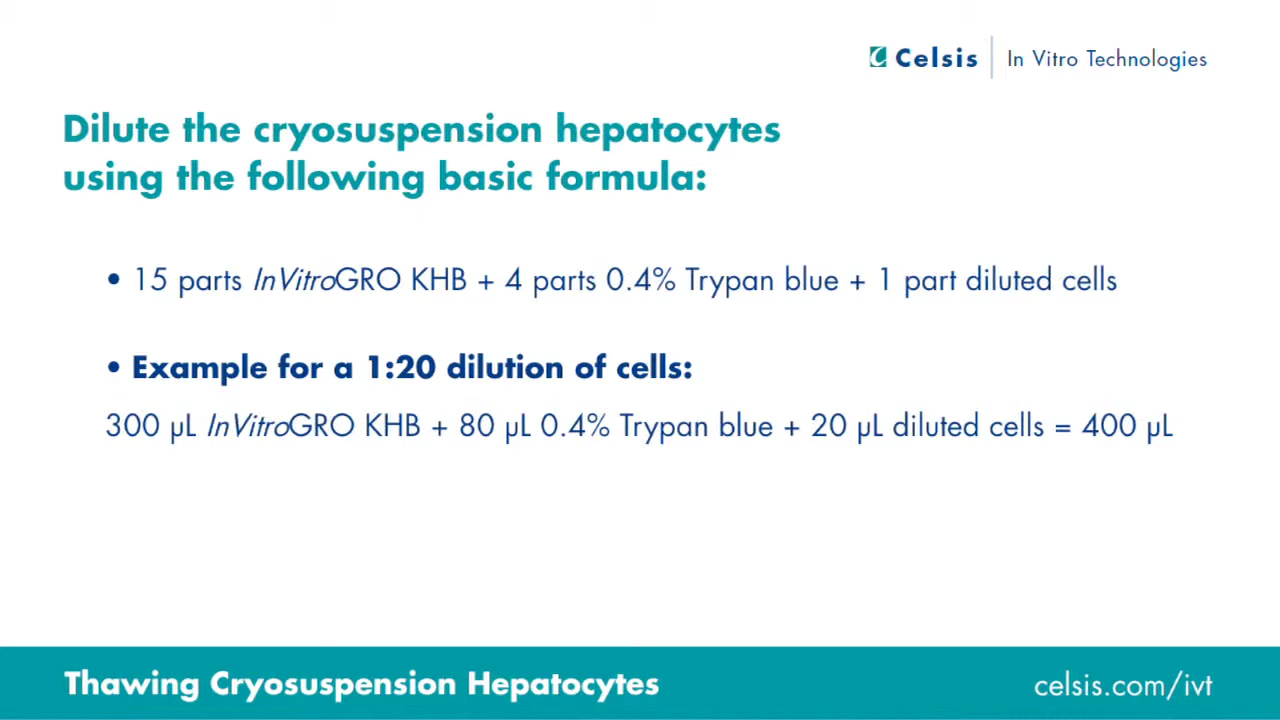 Celsis | In Vitro Technologies
Dilute the cryosuspension hepatocytes
using the following basic formula:
• 15 parts InVitroGRO KHB + 4 parts 0.4% Trypan blue + 1 part diluted cells
• Example for a 1:20 dilution of cells:
300 µL InVitroGRO KHB + 80 µL 0.4% Trypan blue + 20 µL diluted cells = 400 µL
Thawing Cryosuspension Hepatocytes
celsis.com/ivt